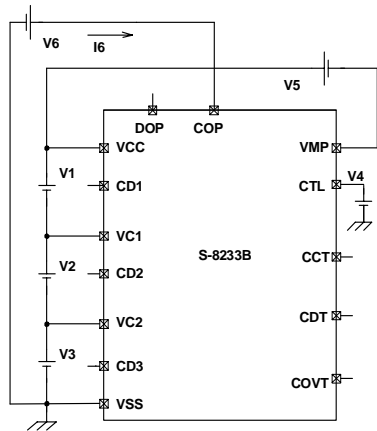 V6
I6
V5
DOP
COP
VCC
VMP
V1
CD1
CTL
V4
VC1
S-8233B
CCT
V2
CD2
VC2
CDT
V3
CD3
COVT
VSS